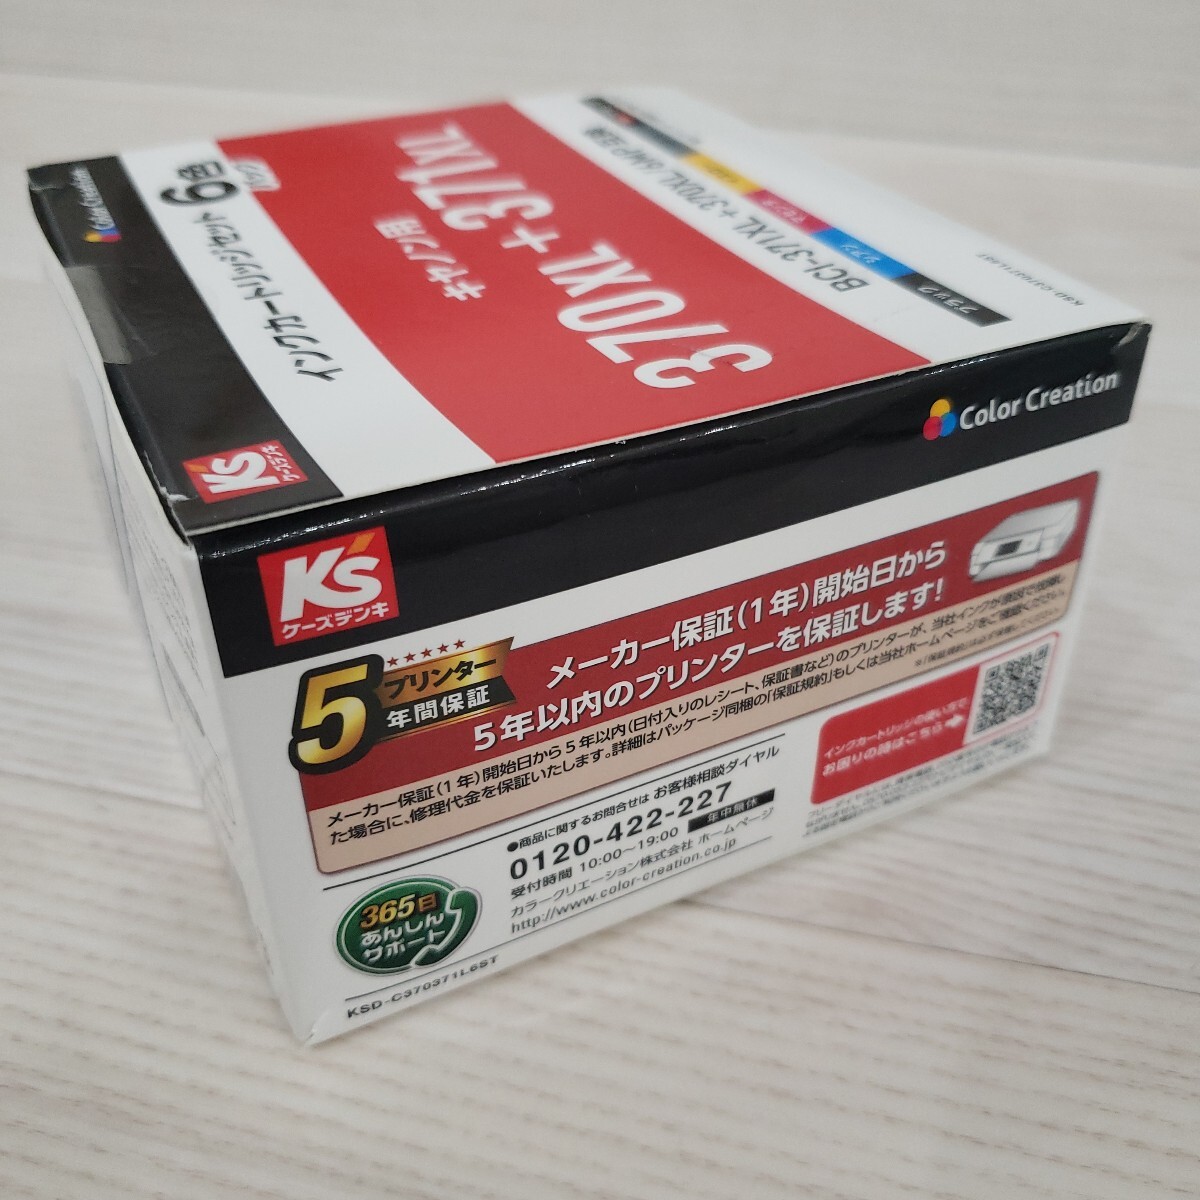 Color Creation
インクカートリッジセット 6色
パック
K's
ケーズデンキ
キヤノン用
370XL + 371XL
BCI-371XL+370XL/6MP互換
マゼンタ
シアン
ブラック
KSD-C370371L6ST
Color Creation
K's
ケーズデンキ
5
プリンター
年間保証
メーカー保証(1年)開始日から
5年以内のプリンターを保証します!
メーカー保証(1年)開始日から5年以内(日付入りのレシート、保証書など)のプリンターが、当社インクが原因で故障し
た場合に、修理代金を保証いたします。詳細はパッケージ同梱の「保証規約」もしくは当社ホームページをご確認ください。
インクカートリッジの使い方で
お困りの時はこちら
●商品に関するお問合せは お客様相談ダイヤル
0120-422-227
年中無休
受付時間 10:00〜19:00
カラークリエーション株式会社 ホームページ
http://www.color-creation.co.jp
365日
あんしん
サポート
KSD-C370371L6ST